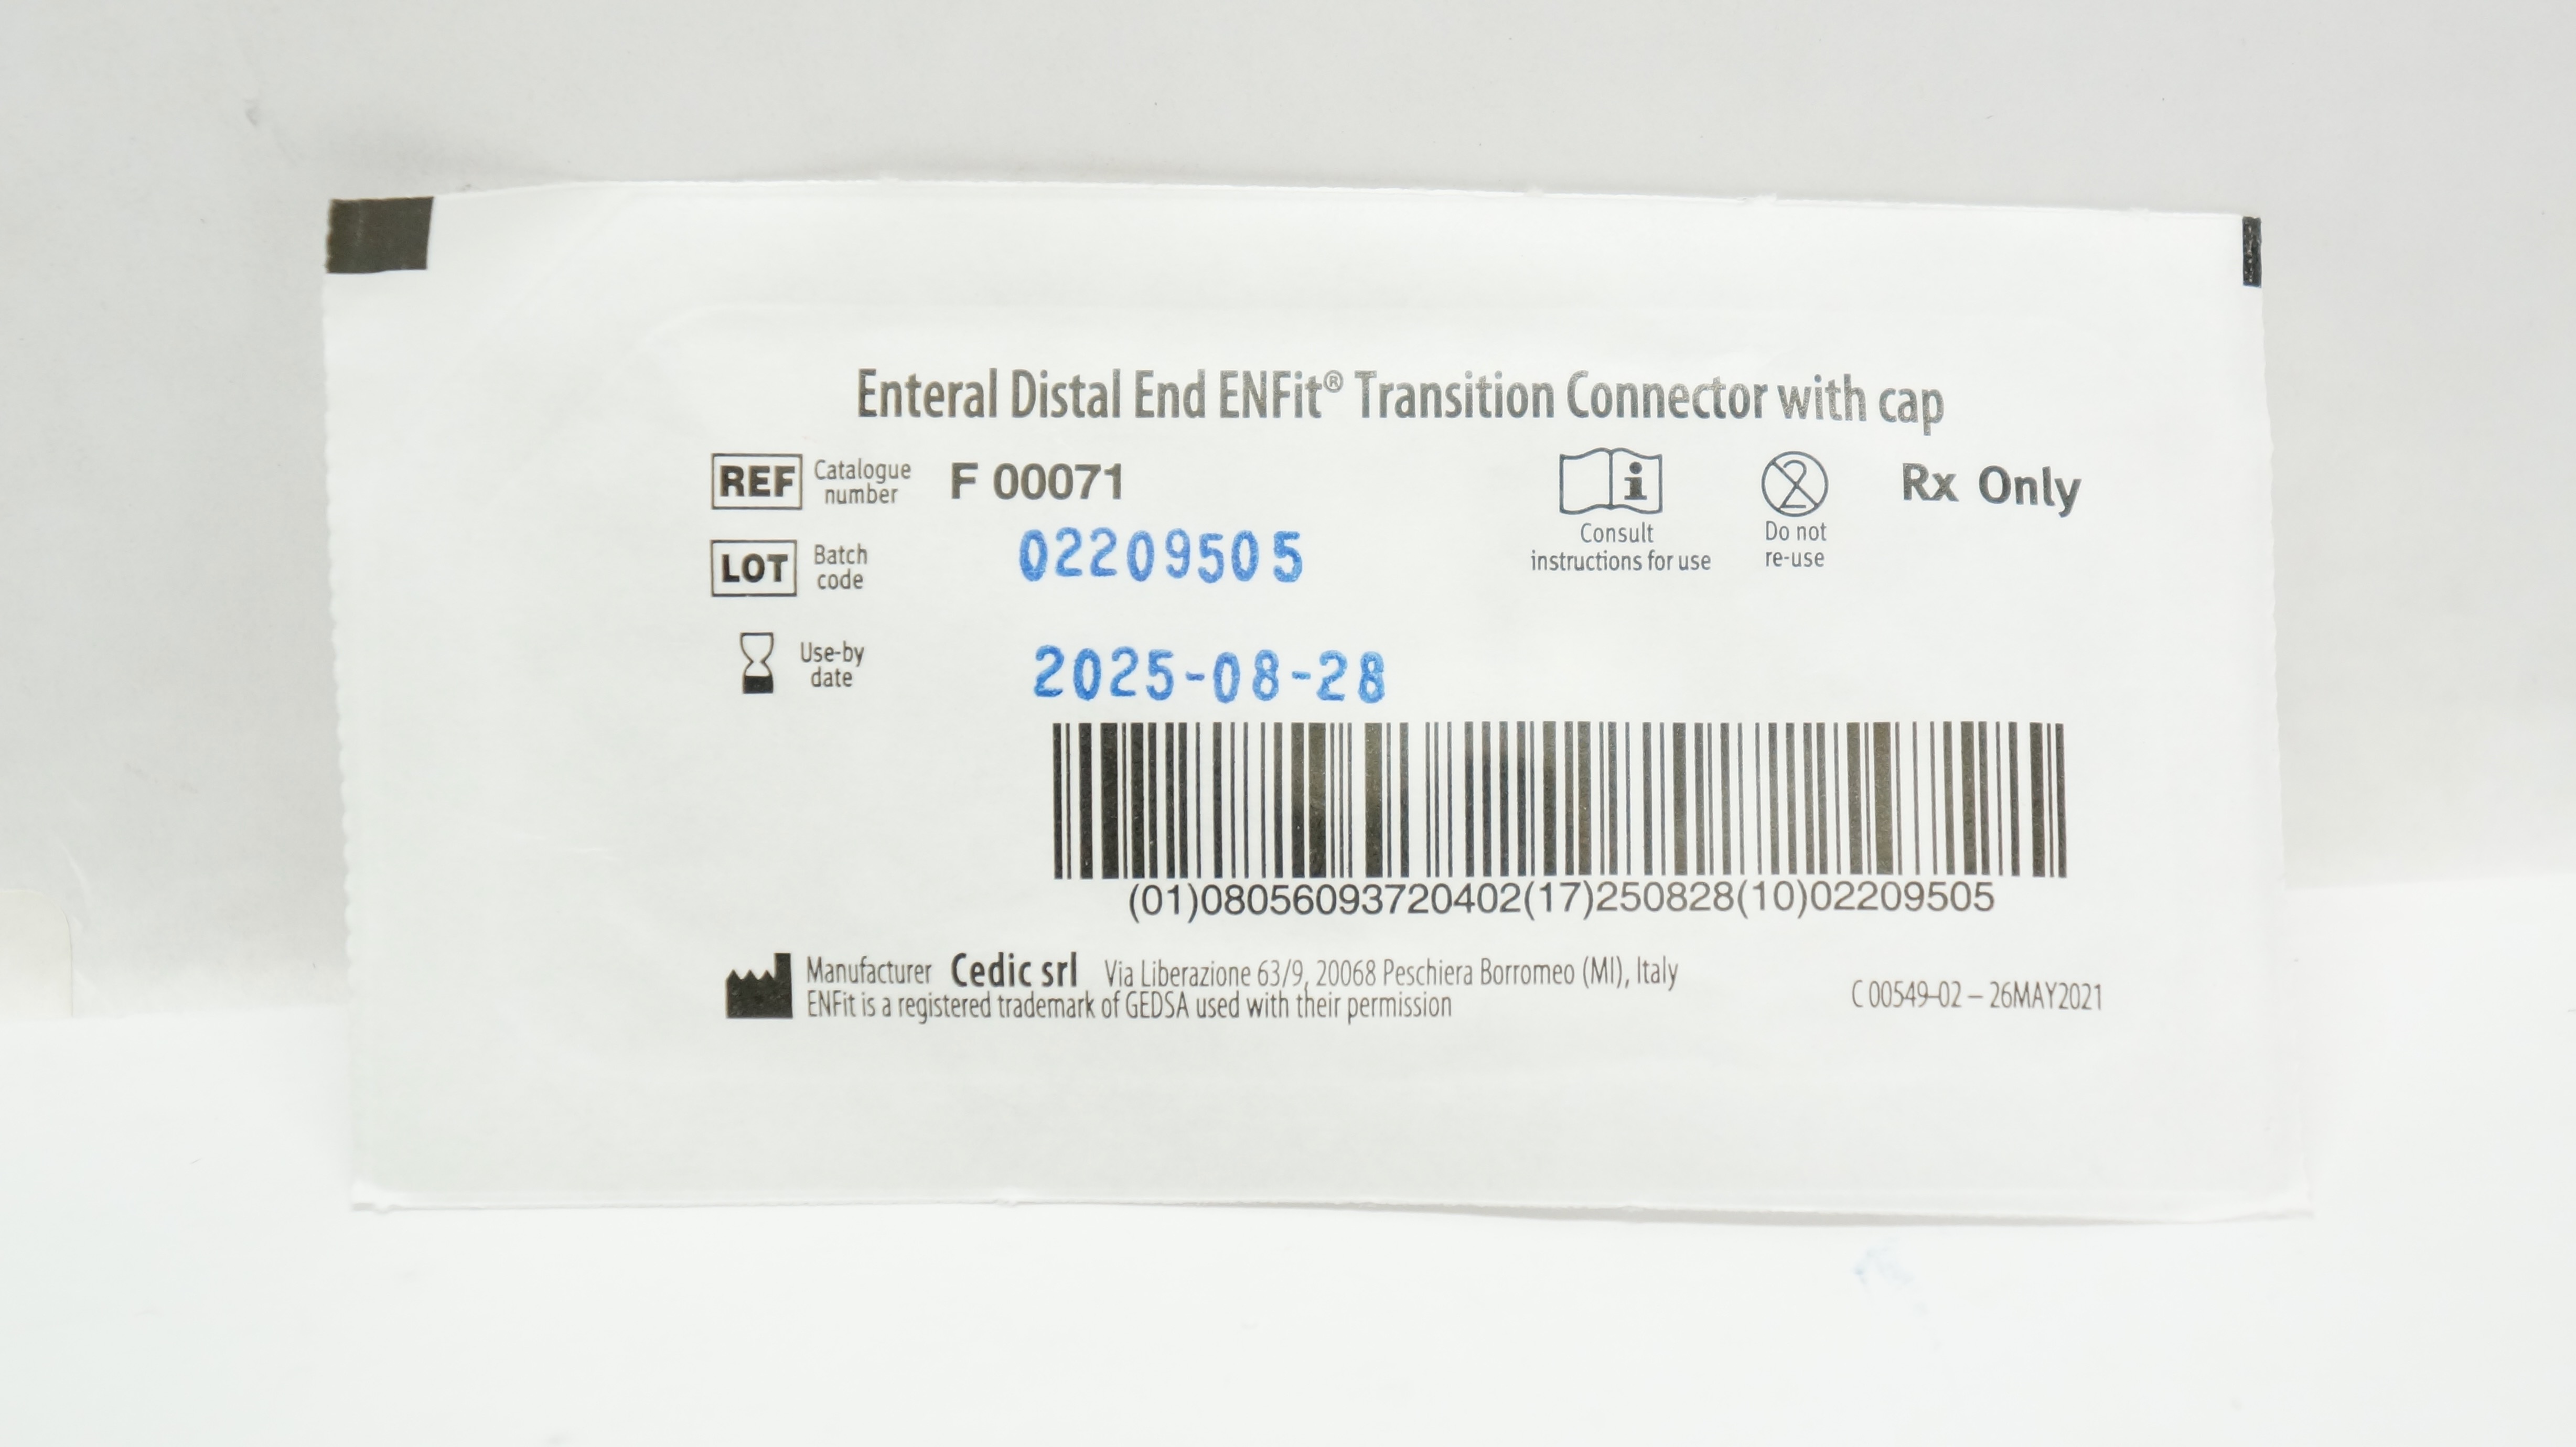 Enteral Distal End ENFit® Transition Connector with cap
REF Catalogue number F 00071
LOT Batch code 02209505
Use-by date 2025-08-28
Consult instructions for use
2 Do not re-use
Rx Only
(01)08056093720402(17)250828(10)02209505
Manufacturer Cedic srl Via Liberazione 63/9, 20068 Peschiera Borromeo (MI), Italy
ENFit is a registered trademark of GEDSA used with their permission
C 00549-02 – 26MAY2021